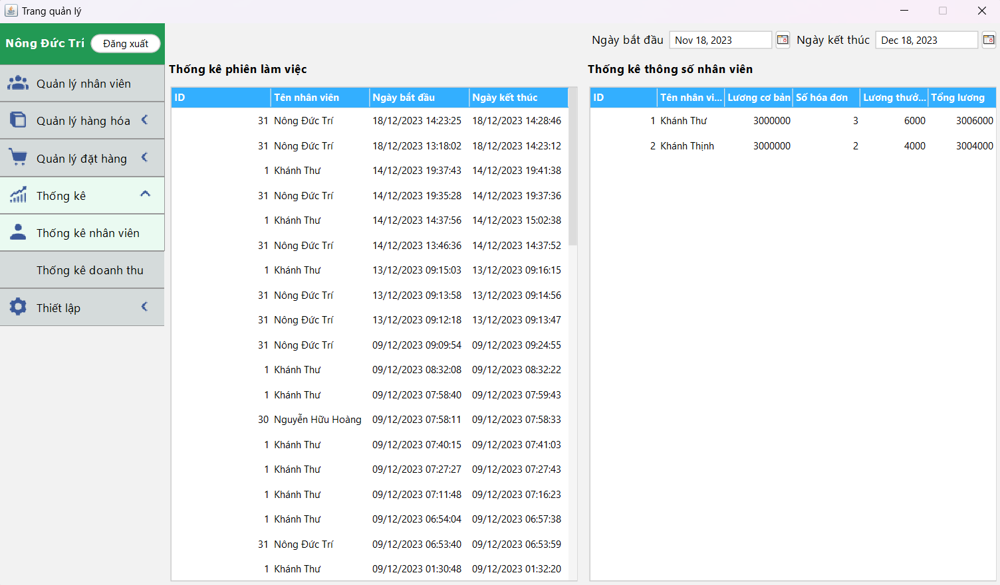 Trang quản lý
Nông Đức Trí Đăng xuất
Quản lý nhân viên
Quản lý hàng hóa
Quản lý đặt hàng
Thống kê
Thống kê nhân viên
Thống kê doanh thu
Thiết lập
Ngày bắt đầu Nov 18, 2023 Ngày kết thúc Dec 18, 2023
Thống kê phiên làm việc
ID Tên nhân viên Ngày bắt đầu Ngày kết thúc
31 Nông Đức Trí 18/12/2023 14:23:25 18/12/2023 14:28:46
31 Nông Đức Trí 18/12/2023 13:18:02 18/12/2023 14:23:12
1 Khánh Thư 14/12/2023 19:37:43 14/12/2023 19:41:38
31 Nông Đức Trí 14/12/2023 19:35:28 14/12/2023 19:37:36
1 Khánh Thư 14/12/2023 14:37:56 14/12/2023 15:02:38
31 Nông Đức Trí 14/12/2023 13:46:36 14/12/2023 14:37:52
1 Khánh Thư 13/12/2023 09:15:03 13/12/2023 09:16:15
31 Nông Đức Trí 13/12/2023 09:13:58 13/12/2023 09:14:56
31 Nông Đức Trí 13/12/2023 09:12:18 13/12/2023 09:13:47
31 Nông Đức Trí 09/12/2023 09:09:54 09/12/2023 09:24:55
1 Khánh Thư 09/12/2023 08:32:08 09/12/2023 08:32:22
1 Khánh Thư 09/12/2023 07:58:40 09/12/2023 07:59:43
30 Nguyễn Hữu Hoàng 09/12/2023 07:58:11 09/12/2023 07:58:33
1 Khánh Thư 09/12/2023 07:40:15 09/12/2023 07:41:03
1 Khánh Thư 09/12/2023 07:27:27 09/12/2023 07:27:43
1 Khánh Thư 09/12/2023 07:11:48 09/12/2023 07:16:23
1 Khánh Thư 09/12/2023 06:54:04 09/12/2023 06:57:38
31 Nông Đức Trí 09/12/2023 06:53:40 09/12/2023 06:53:59
1 Khánh Thư 09/12/2023 01:30:48 09/12/2023 01:32:20
Thống kê thông số nhân viên
ID Tên nhân vi... Lương cơ bản Số hóa đơn Lương thưở... Tổng lương
1 Khánh Thư 3000000 3 6000 3006000
2 Khánh Thịnh 3000000 2 4000 3004000